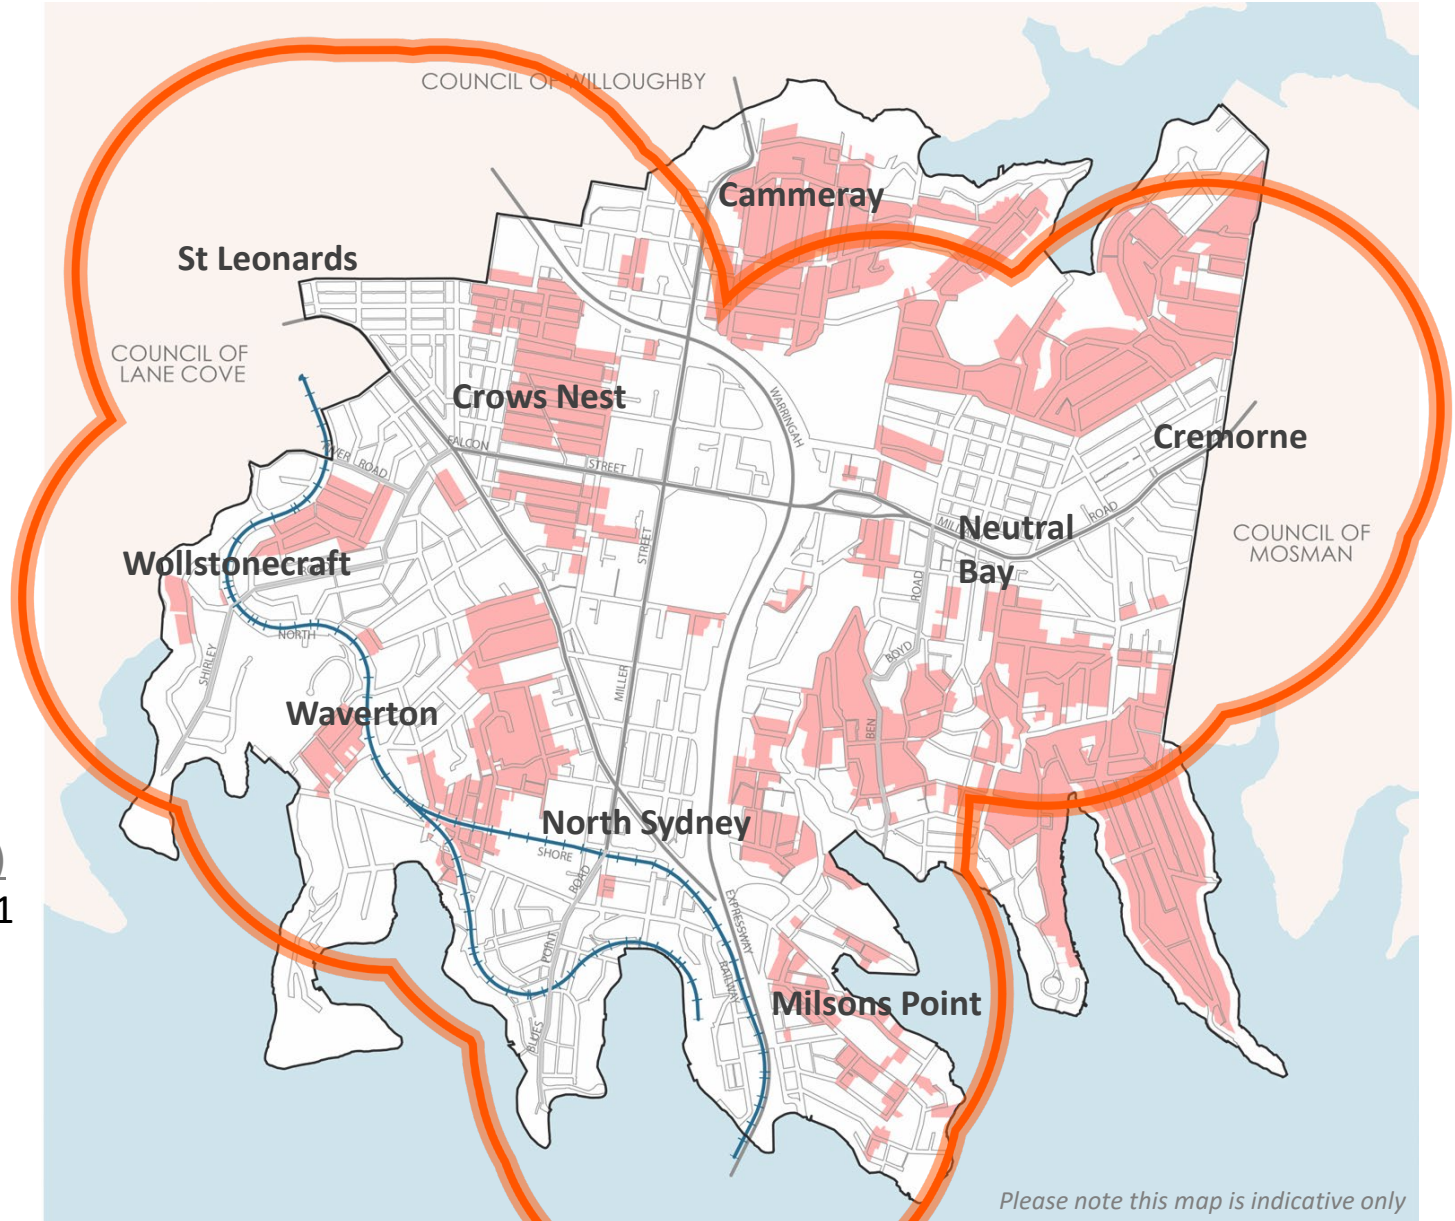 COUNCIL OF WILLOUGHBY
Cammeray
St Leonards
COUNCIL OF
LANE COVE
Crows Nest
WARRINGAH
Cremorne
FALCON
STREET
ROAD
ROAD
MILI
Neutral
Bay
COUNCIL OF
MOSMAN
STREET
Wollstonecraft
ROAD
NORTH
SHIRLEY
BOYD
MILLER
Waverton
BEN
North Sydney
SHORE
ROAD
)
1
EXPRESSWAY
POINT
RAILWAY
Milsons Point
BLUES
Please note this map is indicative only